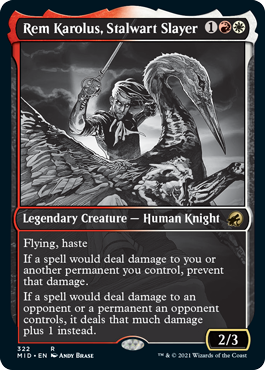 Rem Karolus, Stalwart Slayer 1
Legendary Creature — Human Knight
Flying, haste
If a spell would deal damage to you or
another permanent you control, prevent
that damage.
If a spell would deal damage to an
opponent or a permanent an opponent
controls, it deals that much damage
plus 1 instead.
2/3
322 R
MID • EN ANDY BRASE
™ & © 2021 Wizards of the Coast